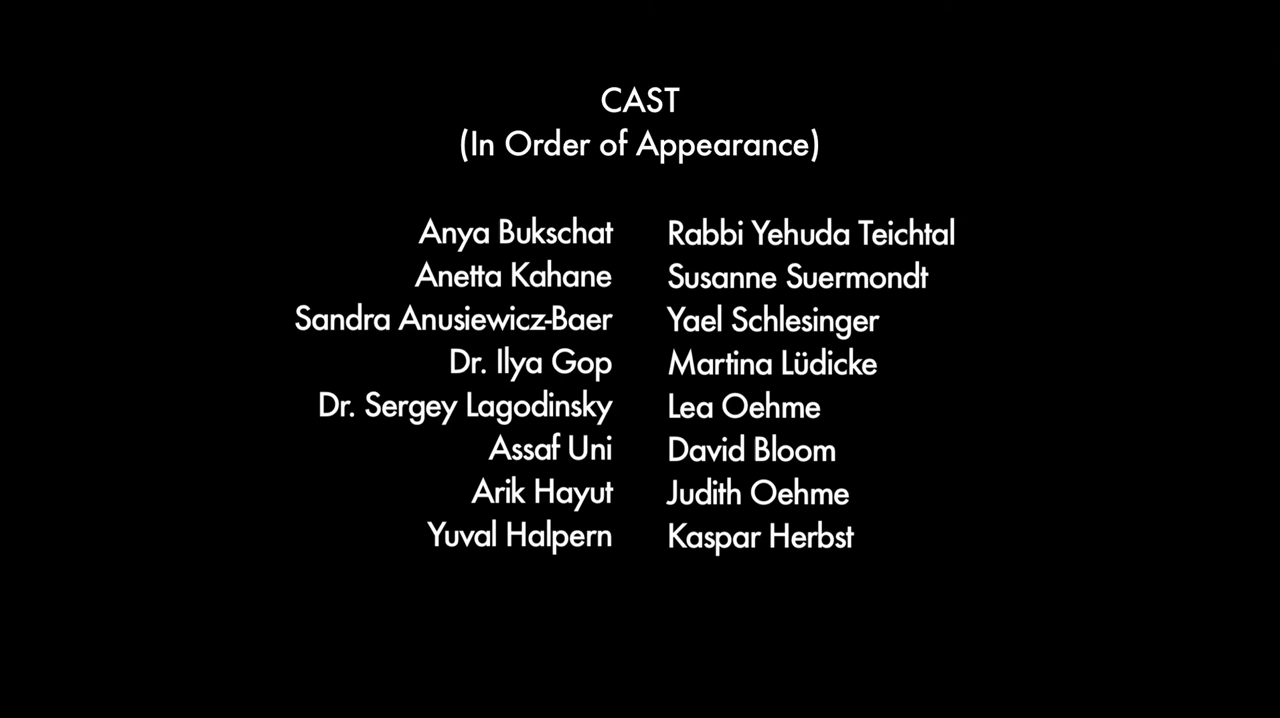 CAST
(In Order of Appearance)
Anya Bukschat
Anetta Kahane
Sandra Anusiewicz-Baer
Dr. Ilya Gop
Dr. Sergey Lagodinsky
Assaf Uni
Arik Hayut
Yuval Halpern
Rabbi Yehuda Teichtal
Susanne Suermondt
Yael Schlesinger
Martina Lüdicke
Lea Oehme
David Bloom
Judith Oehme
Kaspar Herbst